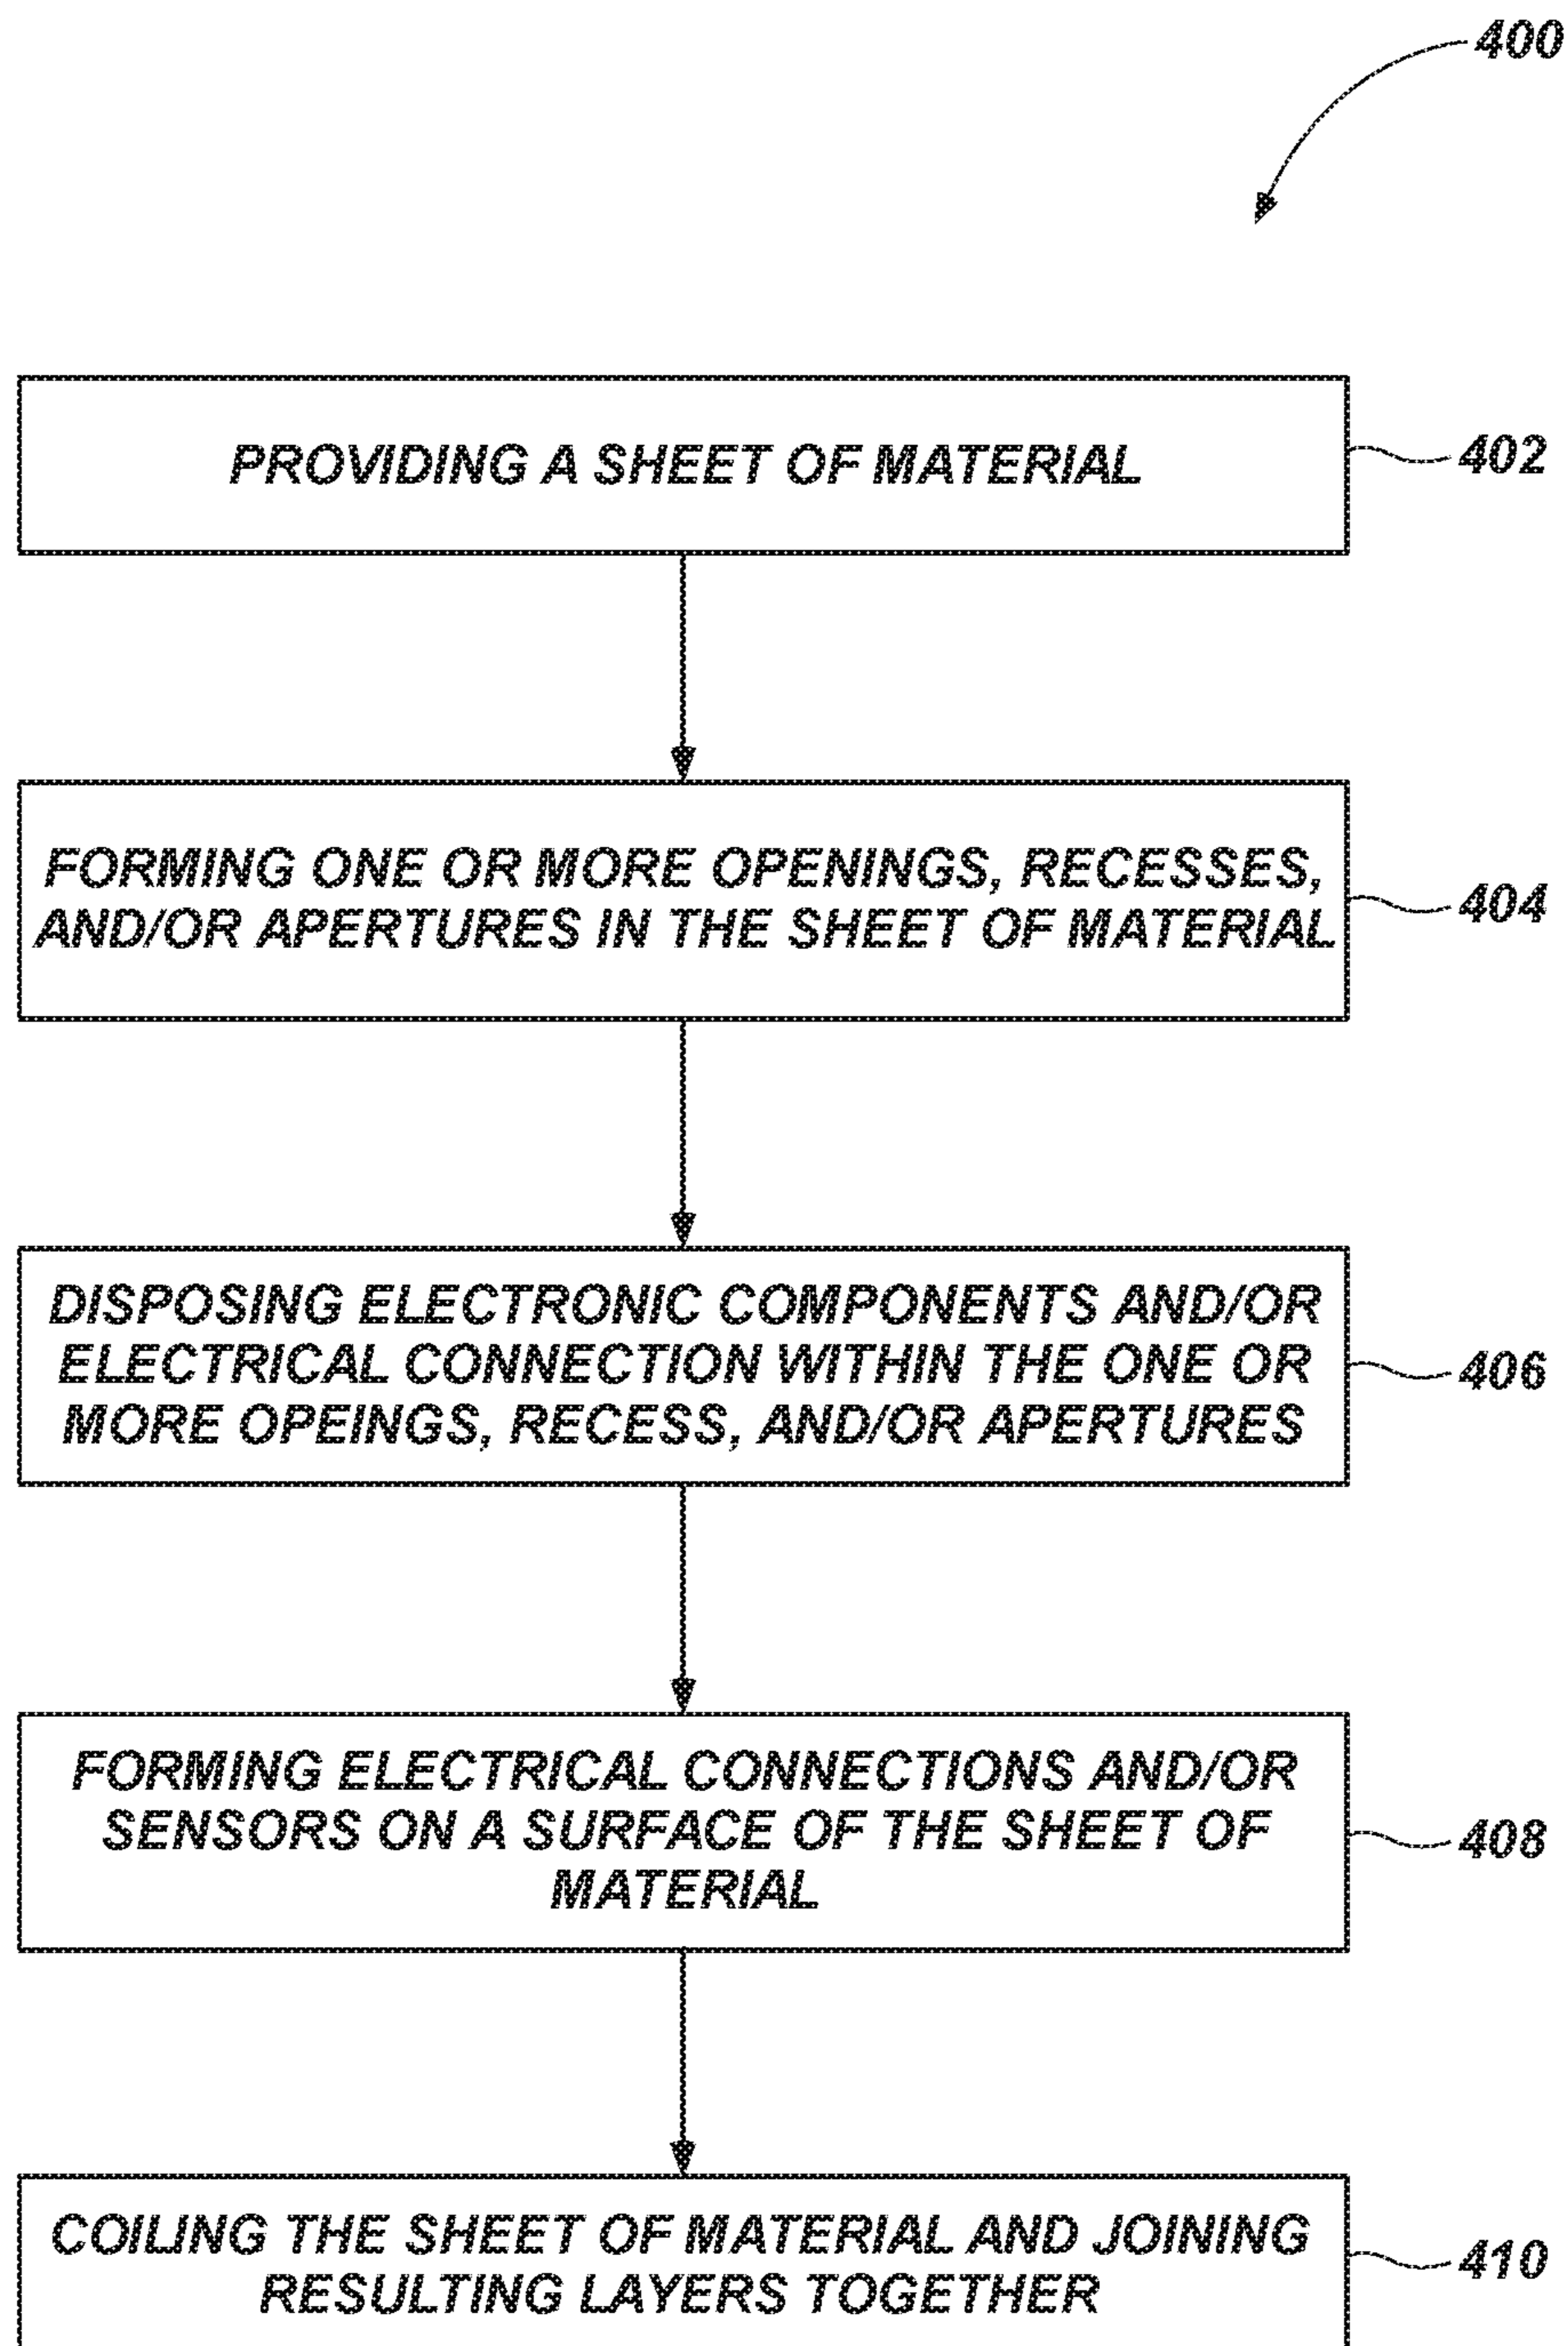 400
PROVIDING A SHEET OF MATERIAL
402
FORMING ONE OR MORE OPENINGS, RECESSES,
AND/OR APERTURES IN THE SHEET OF MATERIAL
404
DISPOSING ELECTRONIC COMPONENTS AND/OR
ELECTRICAL CONNECTION WITHIN THE ONE OR
MORE OPEINGS, RECESS, AND/OR APERTURES
406
FORMING ELECTRICAL CONNECTIONS AND/OR
SENSORS ON A SURFACE OF THE SHEET OF
MATERIAL
408
COILING THE SHEET OF MATERIAL AND JOINING
RESULTING LAYERS TOGETHER
410